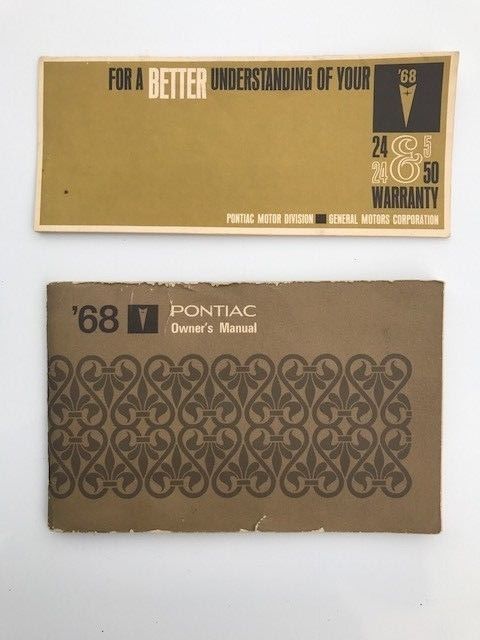 FOR A BETTER UNDERSTANDING OF YOUR
'68
24 & 5
24 50
WARRANTY
PONTIAC MOTOR DIVISION GENERAL MOTORS CORPORATION
'68 PONTIAC
Owner's Manual